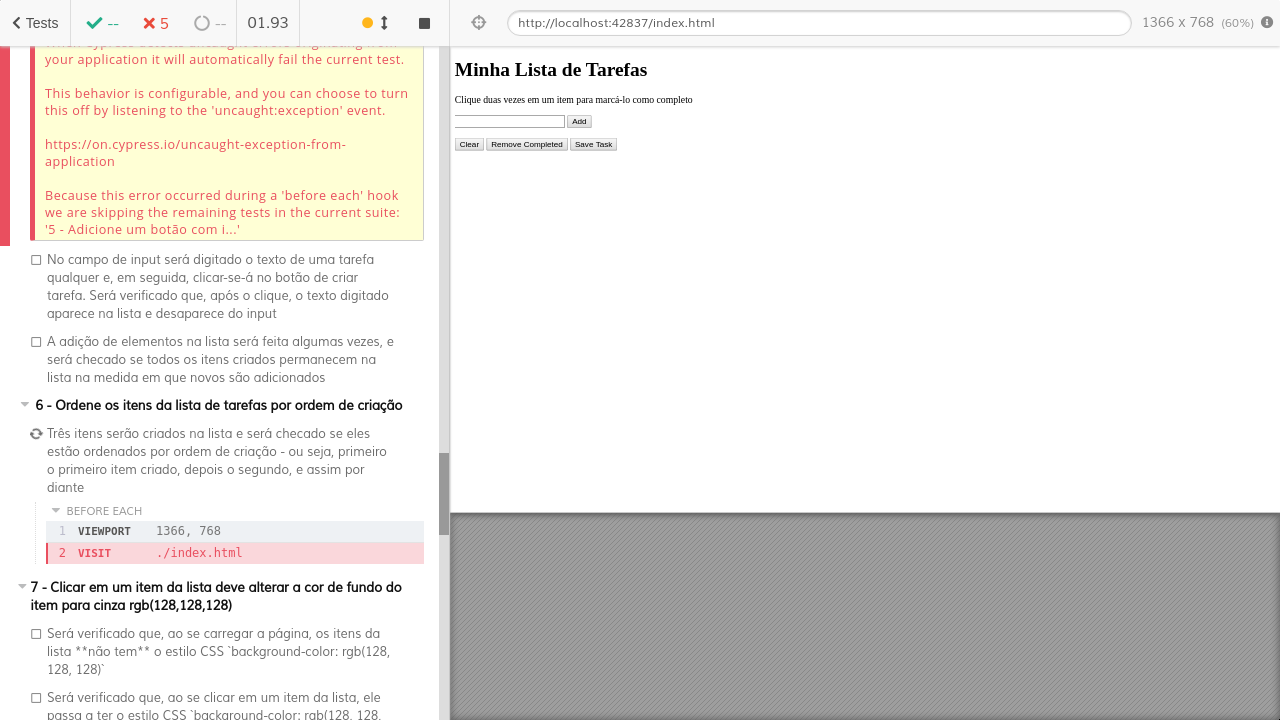 Tests
--
5
--
01.93
http://localhost:42837/index.html
1366 x 768 (60%)
your application it will automatically fail the current test.
This behavior is configurable, and you can choose to turn
this off by listening to the 'uncaught:exception' event.
https://on.cypress.io/uncaught-exception-from-
application
Because this error occurred during a 'before each' hook
we are skipping the remaining tests in the current suite:
'5 - Adicione um botão com i...'
No campo de input será digitado o texto de uma tarefa
qualquer e, em seguida, clicar-se-á no botão de criar
tarefa. Será verificado que, após o clique, o texto digitado
aparece na lista e desaparece do input
A adição de elementos na lista será feita algumas vezes, e
será checado se todos os itens criados permanecem na
lista na medida em que novos são adicionados
6 - Ordene os itens da lista de tarefas por ordem de criação
Três itens serão criados na lista e será checado se eles
estão ordenados por ordem de criação - ou seja, primeiro
o primeiro item criado, depois o segundo, e assim por
diante
BEFORE EACH
1 VIEWPORT 1366, 768
2 VISIT ./index.html
7 - Clicar em um item da lista deve alterar a cor de fundo do
item para cinza rgb(128,128,128)
Será verificado que, ao se carregar a página, os itens da
lista **não tem** o estilo CSS `background-color: rgb(128,
128, 128)`
Será verificado que, ao se clicar em um item da lista, ele
passa a ter o estilo CSS `background-color: rgb(128, 128,
Minha Lista de Tarefas
Clique duas vezes em um item para marcá-lo como completo
Add
Clear Remove Completed Save Task